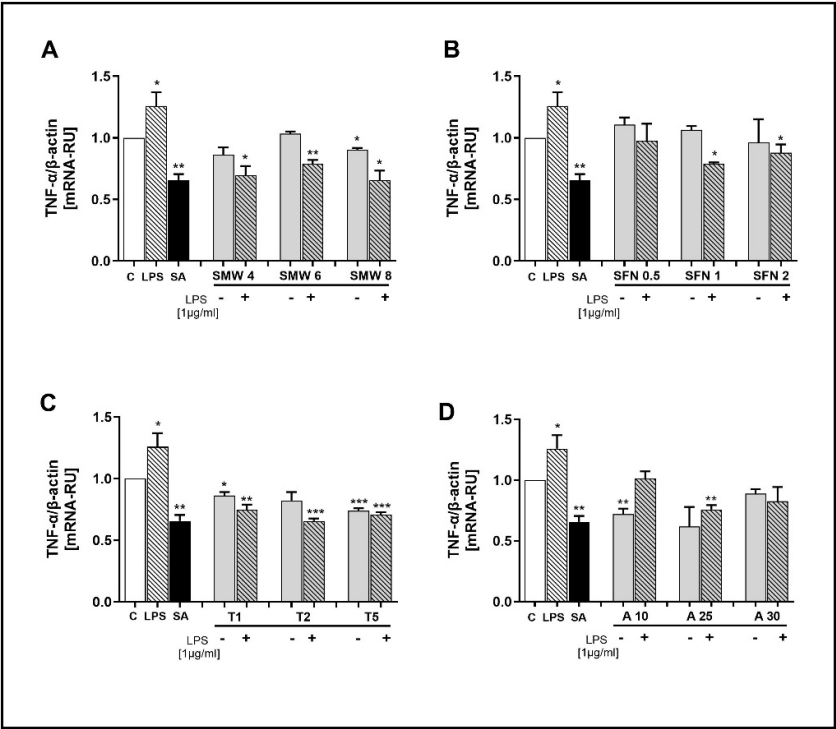 A
TNF-α/β-actin
[mRNA-RU]
1.5
1.0
0.5
0.0
*
**
*
**
*
*
C LPS SA SMW 4 SMW 6 SMW 8
LPS - + - + - +
[1µg/ml]
B
TNF-α/β-actin
[mRNA-RU]
1.5
1.0
0.5
0.0
*
**
*
*
C LPS SA SFN 0.5 SFN 1 SFN 2
LPS - + - + - +
[1µg/ml]
C
TNF-α/β-actin
[mRNA-RU]
1.5
1.0
0.5
0.0
*
**
*
**
***
***
***
C LPS SA T1 T2 T5
LPS - + - + - +
[1µg/ml]
D
TNF-α/β-actin
[mRNA-RU]
1.5
1.0
0.5
0.0
*
**
**
**
C LPS SA A 10 A 25 A 30
LPS - + - + - +
[1µg/ml]